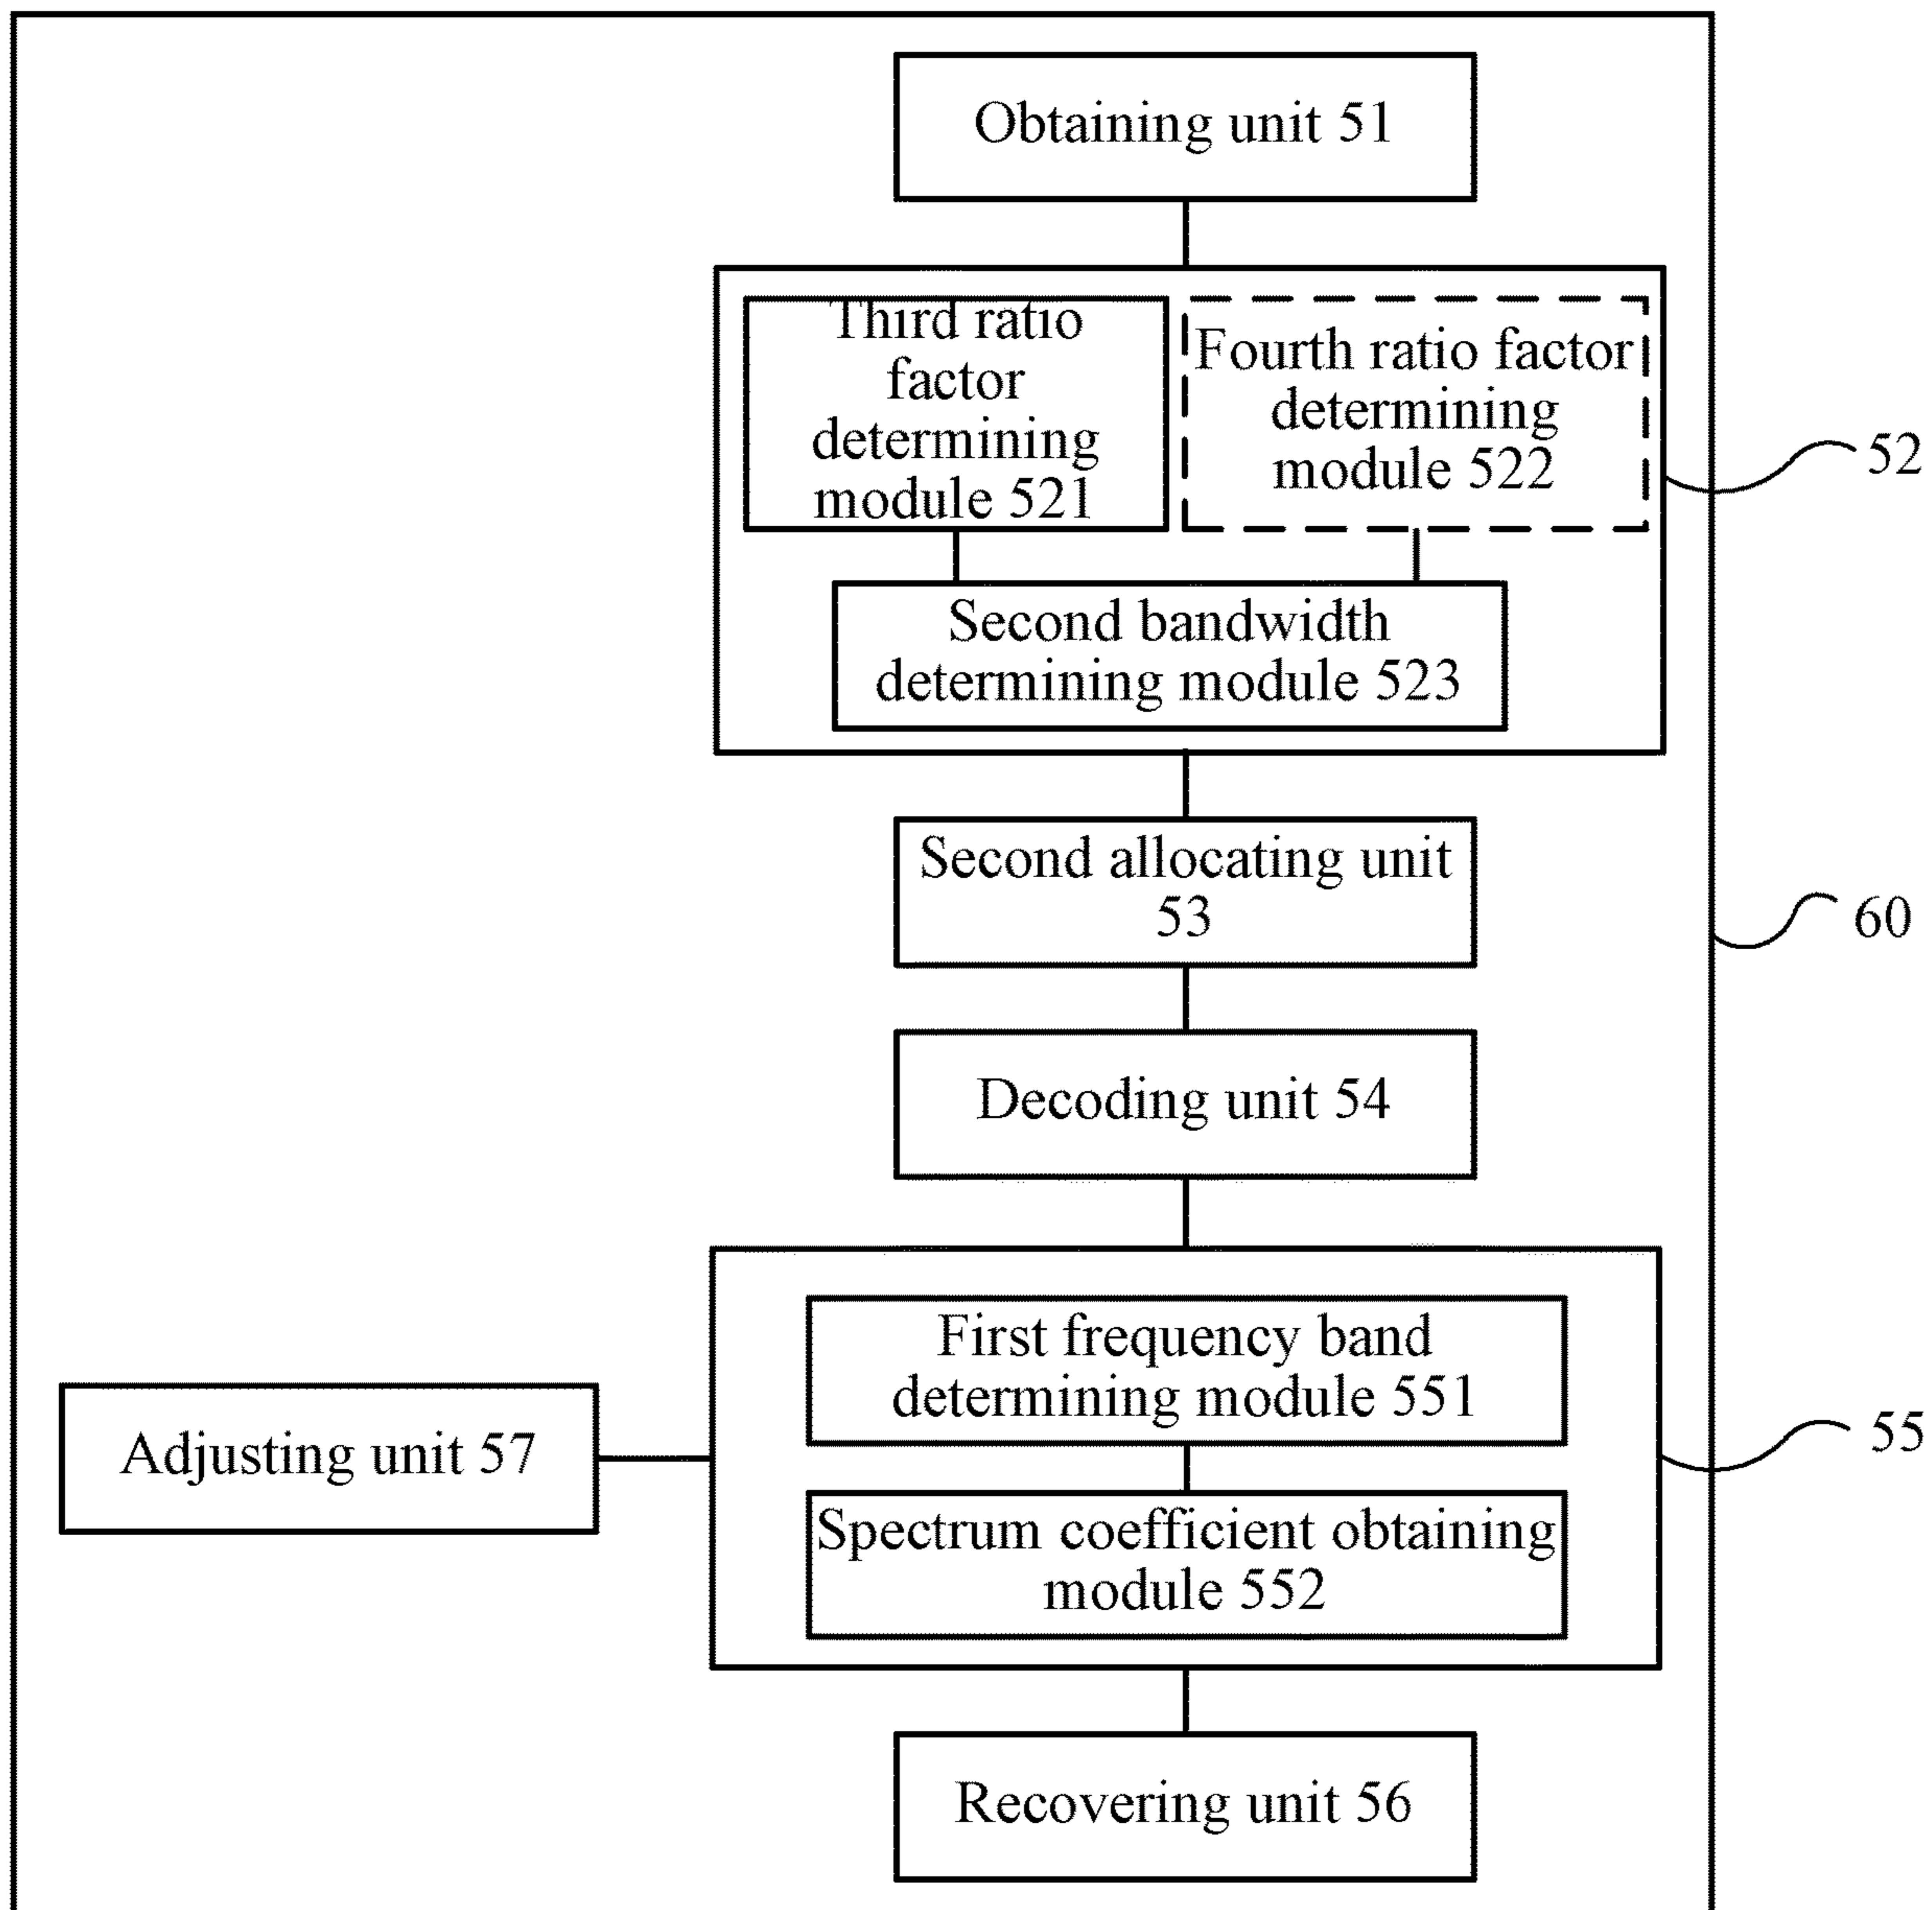 Obtaining unit 51
Third ratio
factor
determining
module 521
Fourth ratio factor
determining
module 522
52
Second bandwidth
determining module 523
Second allocating unit
53
60
Decoding unit 54
First frequency band
determining module 551
55
Adjusting unit 57
Spectrum coefficient obtaining
module 552
Recovering unit 56